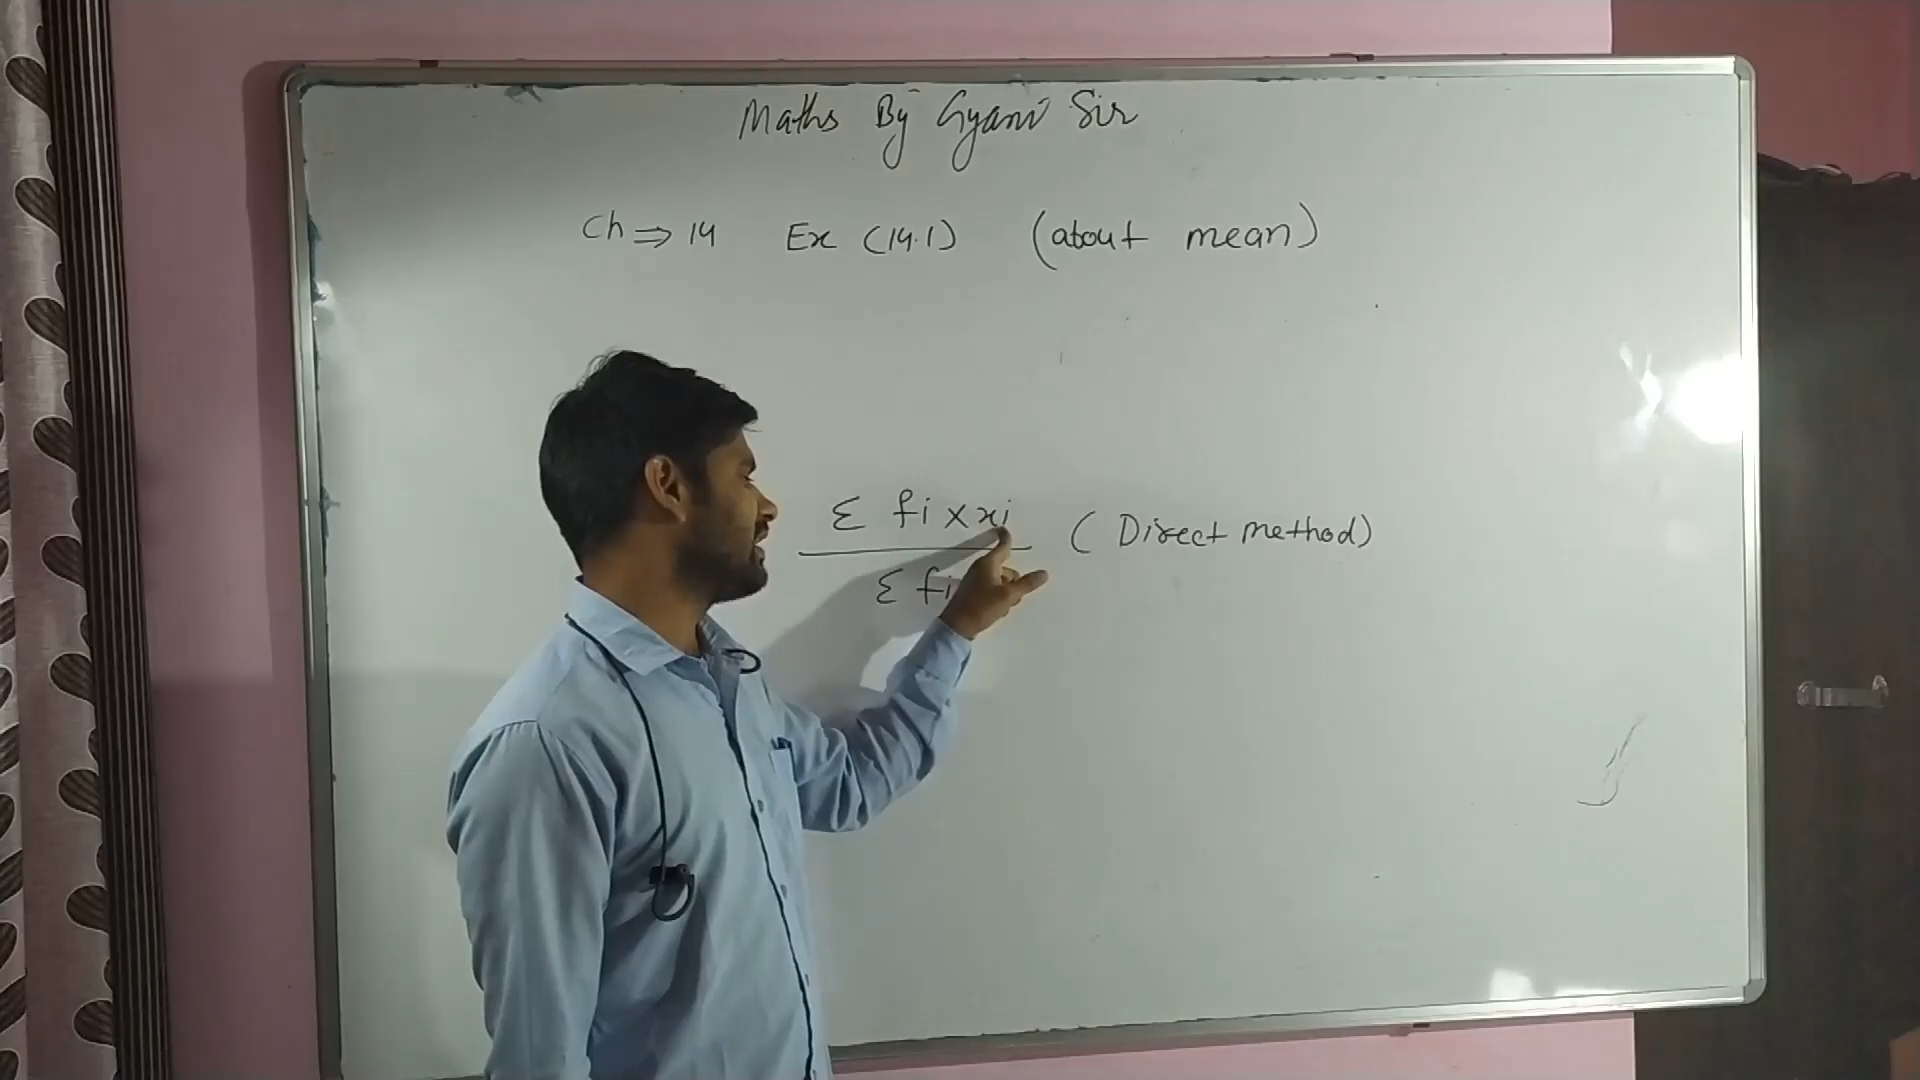 Maths By Gyani Sir
Ch ⇒ 14 Ex (14.1) (about mean)
Σ fi × xi (Direct method)
Σ fi